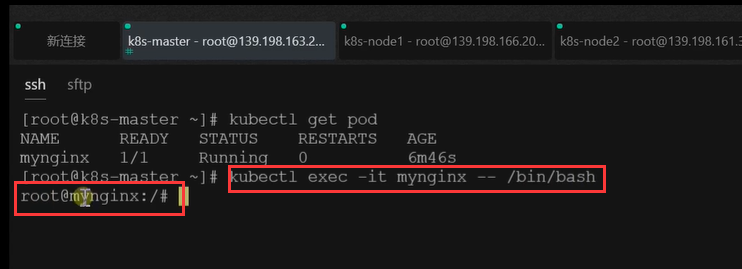 新连接
k8s-master - root@139.198.163.2...
k8s-node1 - root@139.198.166.20...
k8s-node2 - root@139.198.161.3
ssh sftp
[root@k8s-master ~]# kubectl get pod
NAME READY STATUS RESTARTS AGE
mynginx 1/1 Running 0 6m46s
[root@k8s-master ~]# kubectl exec -it mynginx -- /bin/bash
root@mynginx:/#